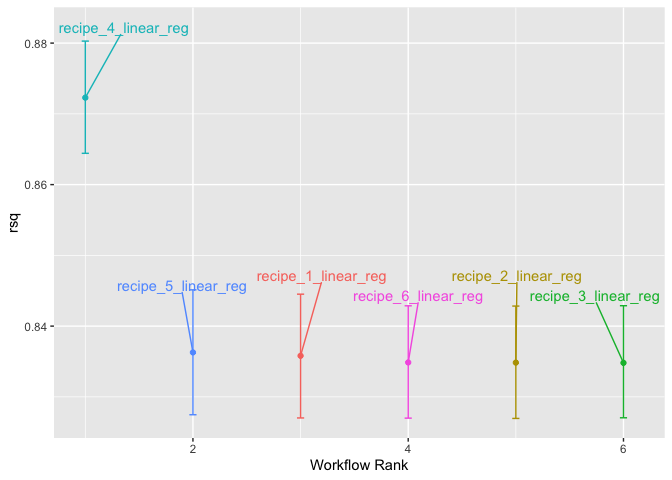 recipe_4_linear_reg
0.88
0.86
rsq
recipe_1_linear_reg
recipe_2_linear_reg
recipe_5_linear_reg
recipe_6_linear_reg
recipe_3_linear_reg
0.84
2
4
6
Workflow Rank